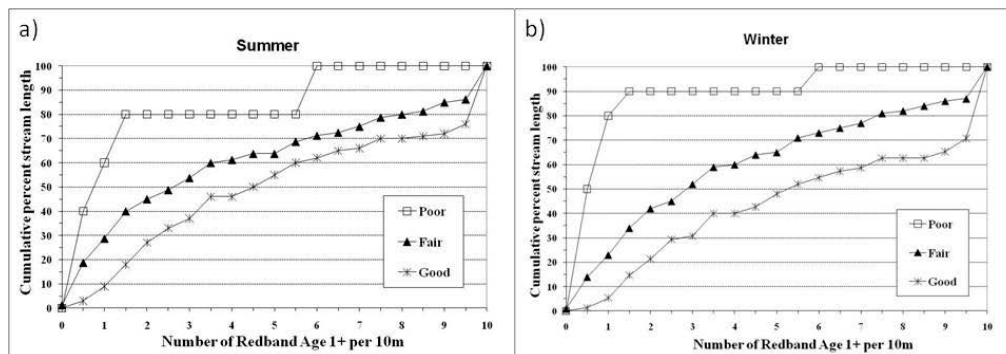 a)
Summer
Cumulative percent stream length
100
90
80
70
60
50
40
30
20
10
0
Poor
Fair
Good
0 1 2 3 4 5 6 7 8 9 10
Number of Redband Age 1+ per 10m
b)
Winter
Cumulative percent stream length
100
90
80
70
60
50
40
30
20
10
0
Poor
Fair
Good
0 1 2 3 4 5 6 7 8 9 10
Number of Redband Age 1+ per 10m